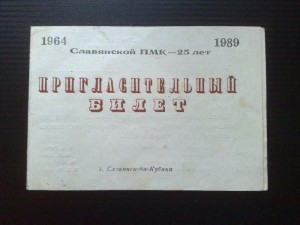 1964 1989
Славянской ПМК — 25 лет
ПРИГЛАСИТЕЛЬНЫЙ
БИЛЕТ
г. Славянск-на-Кубани